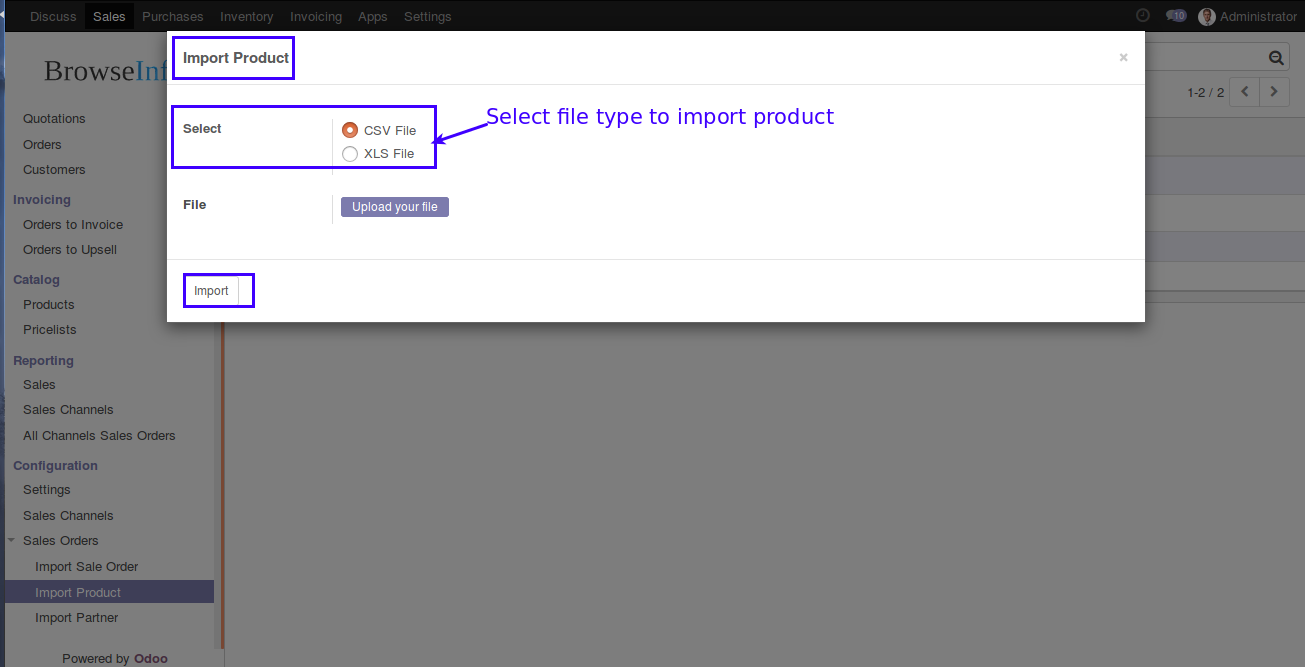 Discuss Sales Purchases Inventory Invoicing Apps Settings 10 Administrator
Import Product ×
BrowseInf
1-2 / 2
Select
CSV File
XLS File
Select file type to import product
File
Upload your file
Import
Quotations
Orders
Customers
Invoicing
Orders to Invoice
Orders to Upsell
Catalog
Products
Pricelists
Reporting
Sales
Sales Channels
All Channels Sales Orders
Configuration
Settings
Sales Channels
Sales Orders
Import Sale Order
Import Product
Import Partner
Powered by Odoo